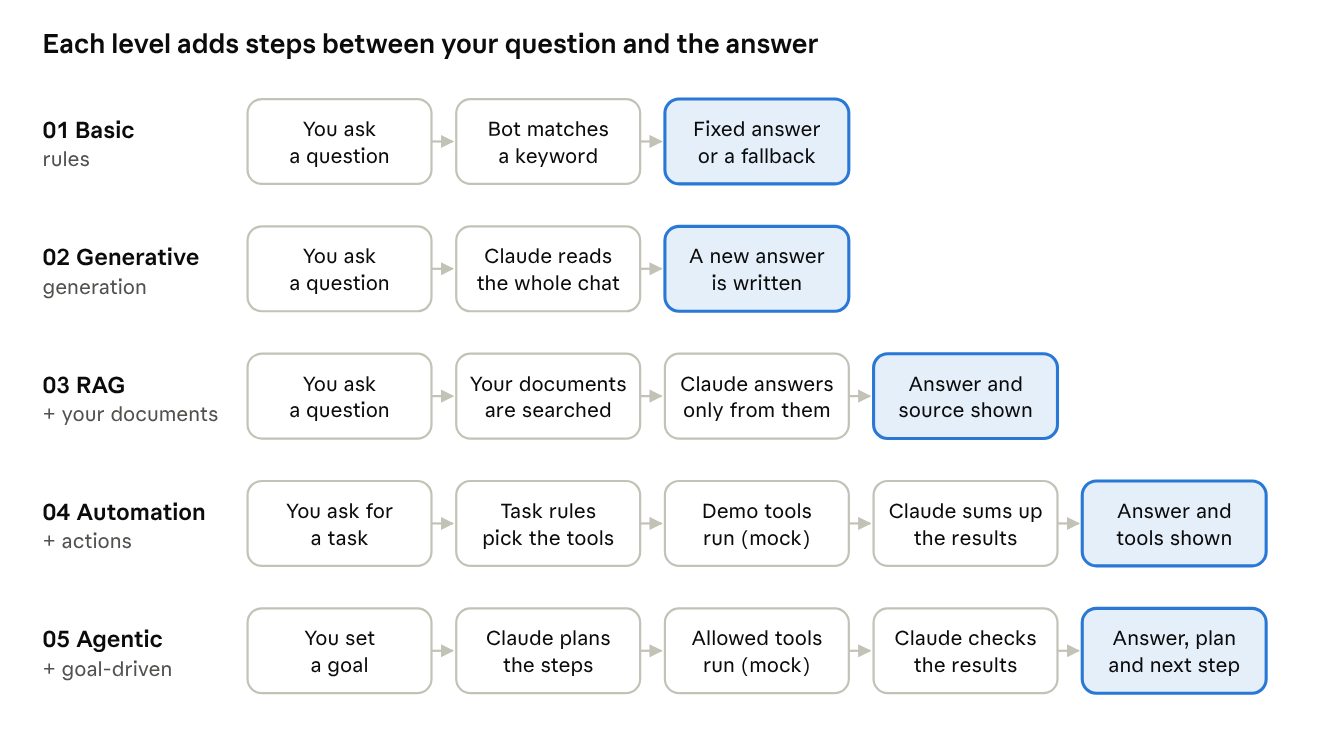 Each level adds steps between your question and the answer
01 Basic
rules
You ask
a question
Bot matches
a keyword
Fixed answer
or a fallback
02 Generative
generation
You ask
a question
Claude reads
the whole chat
A new answer
is written
03 RAG
+ your documents
You ask
a question
Your documents
are searched
Claude answers
only from them
Answer and
source shown
04 Automation
+ actions
You ask for
a task
Task rules
pick the tools
Demo tools
run (mock)
Claude sums up
the results
Answer and
tools shown
05 Agentic
+ goal-driven
You set
a goal
Claude plans
the steps
Allowed tools
run (mock)
Claude checks
the results
Answer, plan
and next step